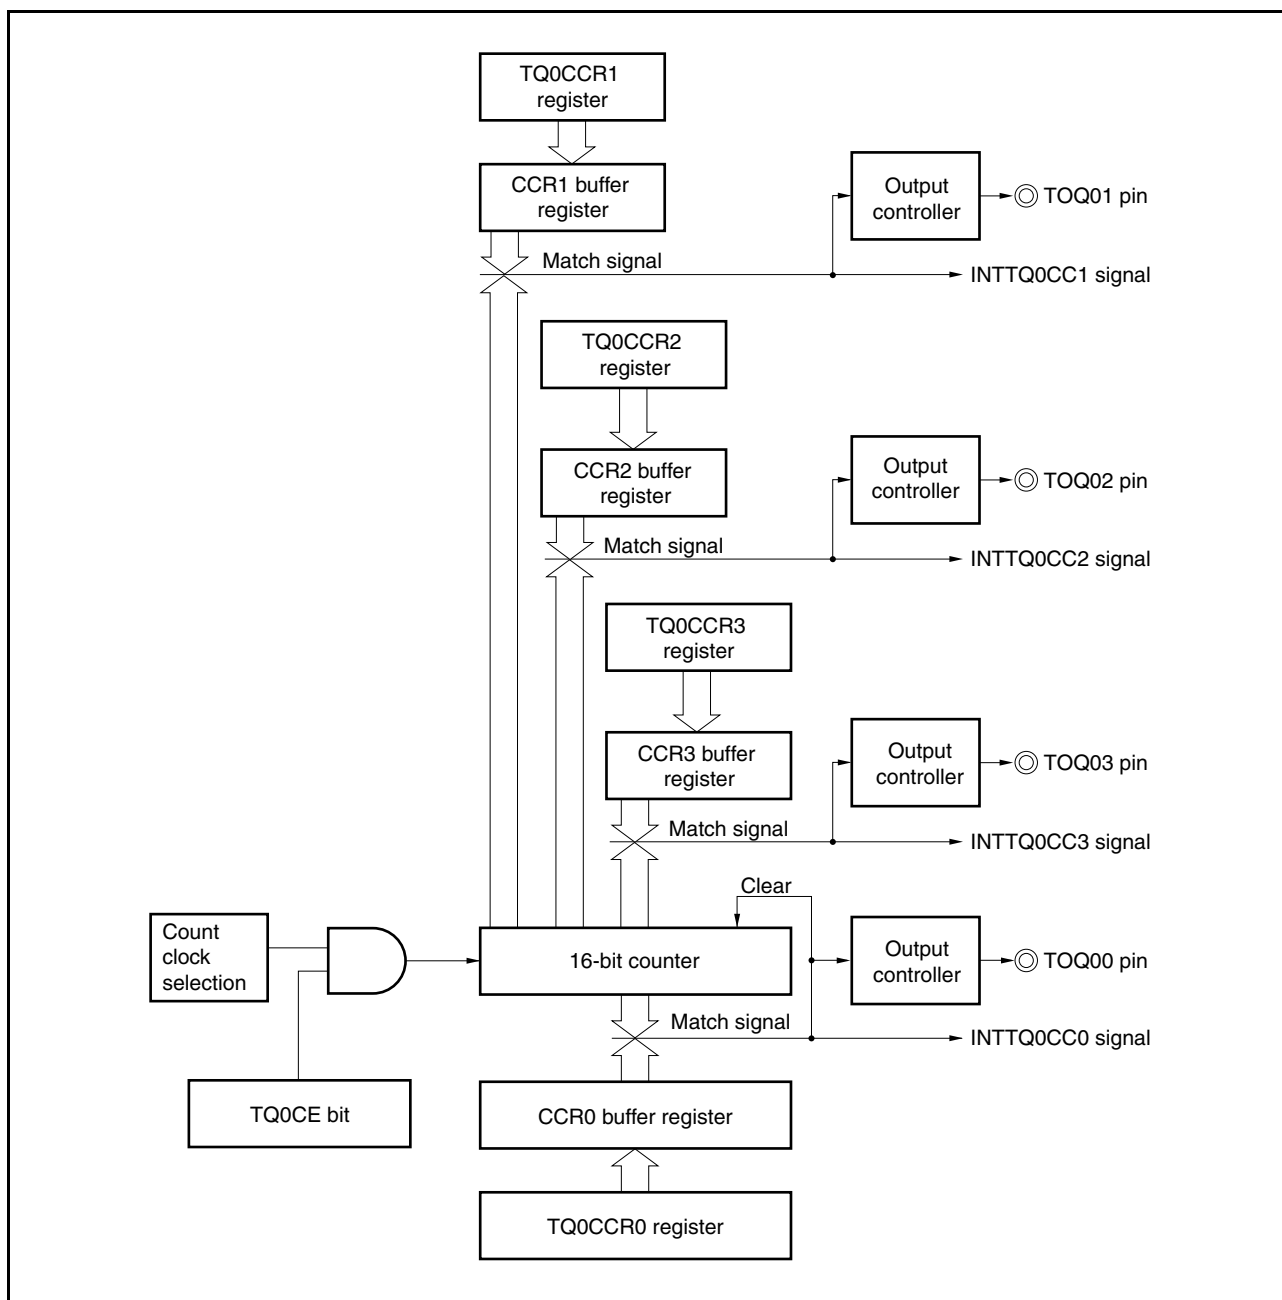 TQ0CCR1
register
CCR1 buffer
register
Output
controller
TOQ01 pin
Match signal
INTTQ0CC1 signal
TQ0CCR2
register
CCR2 buffer
register
Output
controller
TOQ02 pin
Match signal
INTTQ0CC2 signal
TQ0CCR3
register
CCR3 buffer
register
Output
controller
TOQ03 pin
Match signal
INTTQ0CC3 signal
Clear
Count
clock
selection
16-bit counter
Output
controller
TOQ00 pin
Match signal
INTTQ0CC0 signal
TQ0CE bit
CCR0 buffer register
TQ0CCR0 register